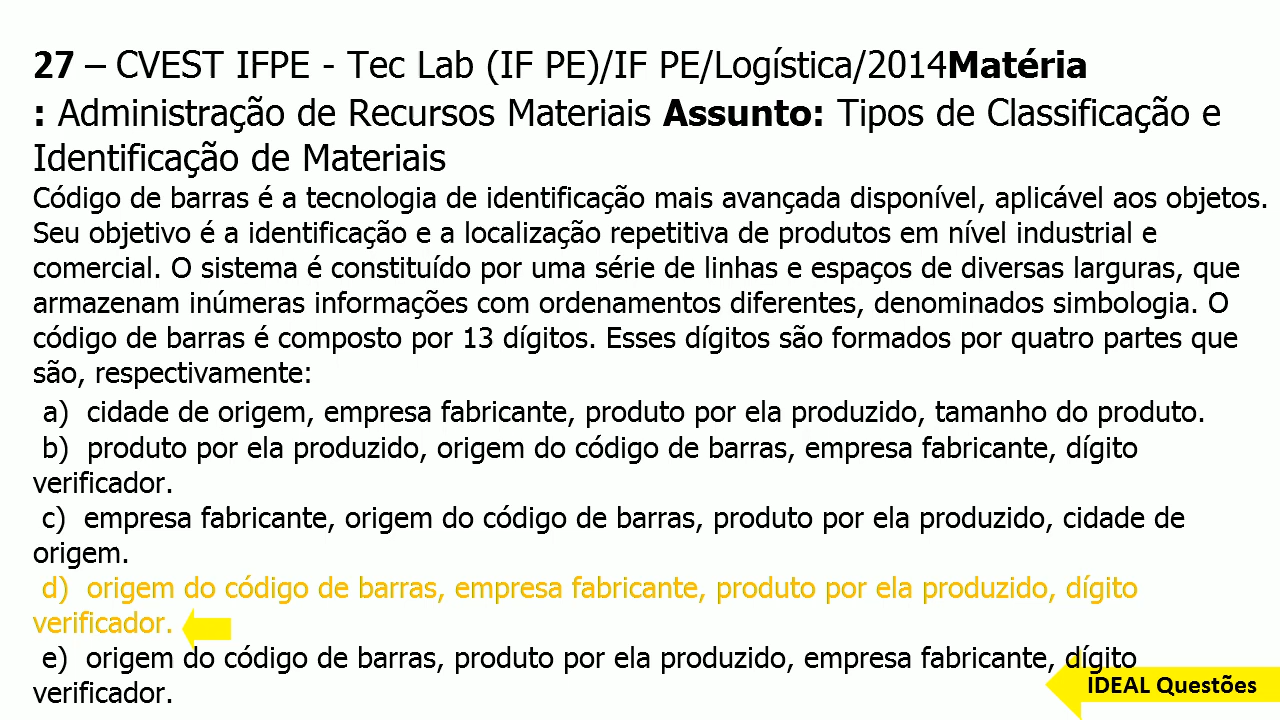 27 – CVEST IFPE - Tec Lab (IF PE)/IF PE/Logística/2014Matéria
: Administração de Recursos Materiais Assunto: Tipos de Classificação e
Identificação de Materiais
Código de barras é a tecnologia de identificação mais avançada disponível, aplicável aos objetos.
Seu objetivo é a identificação e a localização repetitiva de produtos em nível industrial e
comercial. O sistema é constituído por uma série de linhas e espaços de diversas larguras, que
armazenam inúmeras informações com ordenamentos diferentes, denominados simbologia. O
código de barras é composto por 13 dígitos. Esses dígitos são formados por quatro partes que
são, respectivamente:
a) cidade de origem, empresa fabricante, produto por ela produzido, tamanho do produto.
b) produto por ela produzido, origem do código de barras, empresa fabricante, dígito
verificador.
c) empresa fabricante, origem do código de barras, produto por ela produzido, cidade de
origem.
d) origem do código de barras, empresa fabricante, produto por ela produzido, dígito
verificador.
e) origem do código de barras, produto por ela produzido, empresa fabricante, dígito
verificador.
IDEAL Questões